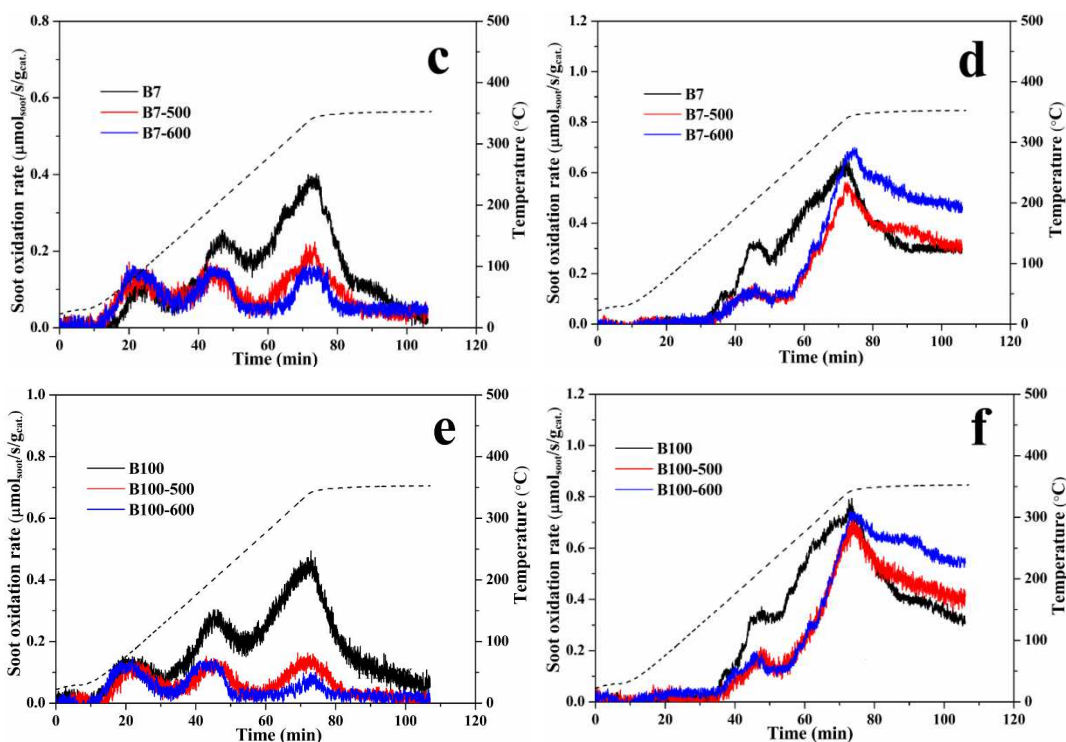 c
B7
B7-500
B7-600
Soot oxidation rate (μmolsoot/s/gcat.)
0.8
0.6
0.4
0.2
0.0
500
400
300
200
100
0
Temperature (°C)
0 20 40 60 80 100 120
Time (min)
d
B7
B7-500
B7-600
Soot oxidation rate (μmolsoot/s/gcat.)
1.2
1.0
0.8
0.6
0.4
0.2
0.0
500
400
300
200
100
0
Temperature (°C)
0 20 40 60 80 100 120
Time (min)
e
B100
B100-500
B100-600
Soot oxidation rate (μmolsoot/s/gcat.)
1.0
0.8
0.6
0.4
0.2
0.0
500
400
300
200
100
0
Temperature (°C)
0 20 40 60 80 100 120
Time (min)
f
B100
B100-500
B100-600
Soot oxidation rate (μmolsoot/s/gcat.)
1.2
1.0
0.8
0.6
0.4
0.2
0.0
500
400
300
200
100
0
Temperature (°C)
0 20 40 60 80 100 120
Time (min)